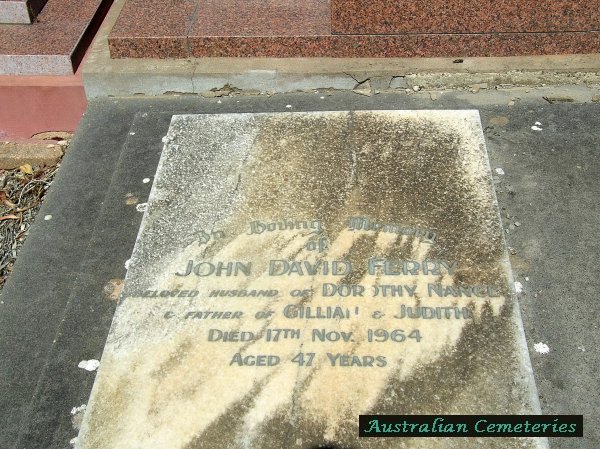 In Loving Memory
of
JOHN DAVID FERRY
BELOVED HUSBAND OF DOROTHY NANCE
& FATHER OF GILLIAN & JUDITH
DIED 17TH NOV. 1964
AGED 47 YEARS
Australian Cemeteries